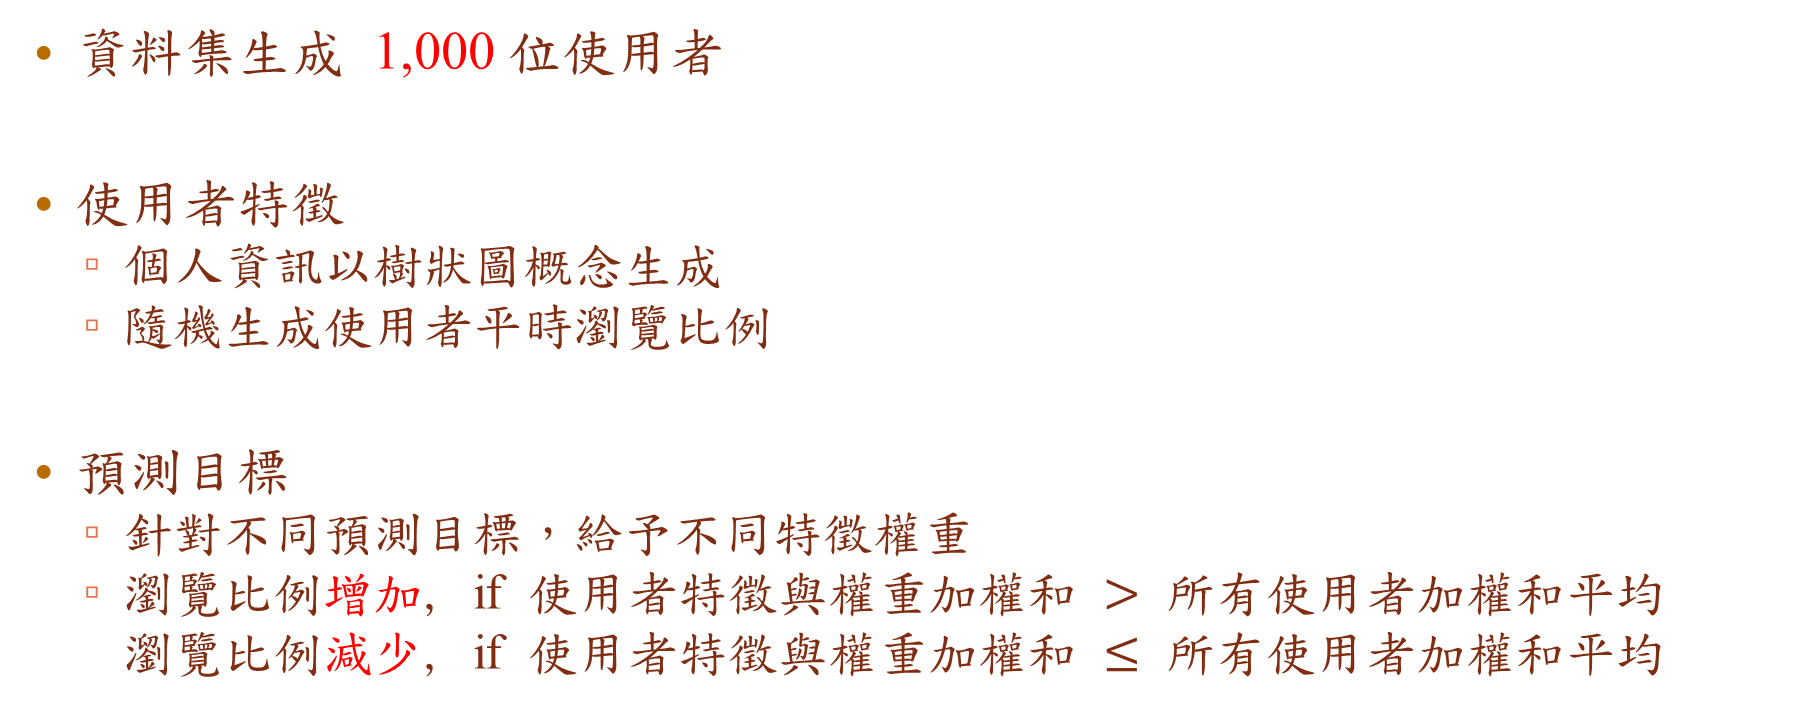 • 資料集生成 1,000 位使用者
• 使用者特徵
▫ 個人資訊以樹狀圖概念生成
▫ 隨機生成使用者平時瀏覽比例
• 預測目標
▫ 針對不同預測目標，給予不同特徵權重
▫ 瀏覽比例增加, if 使用者特徵與權重加權和 > 所有使用者加權和平均
瀏覽比例減少, if 使用者特徵與權重加權和 ≤ 所有使用者加權和平均